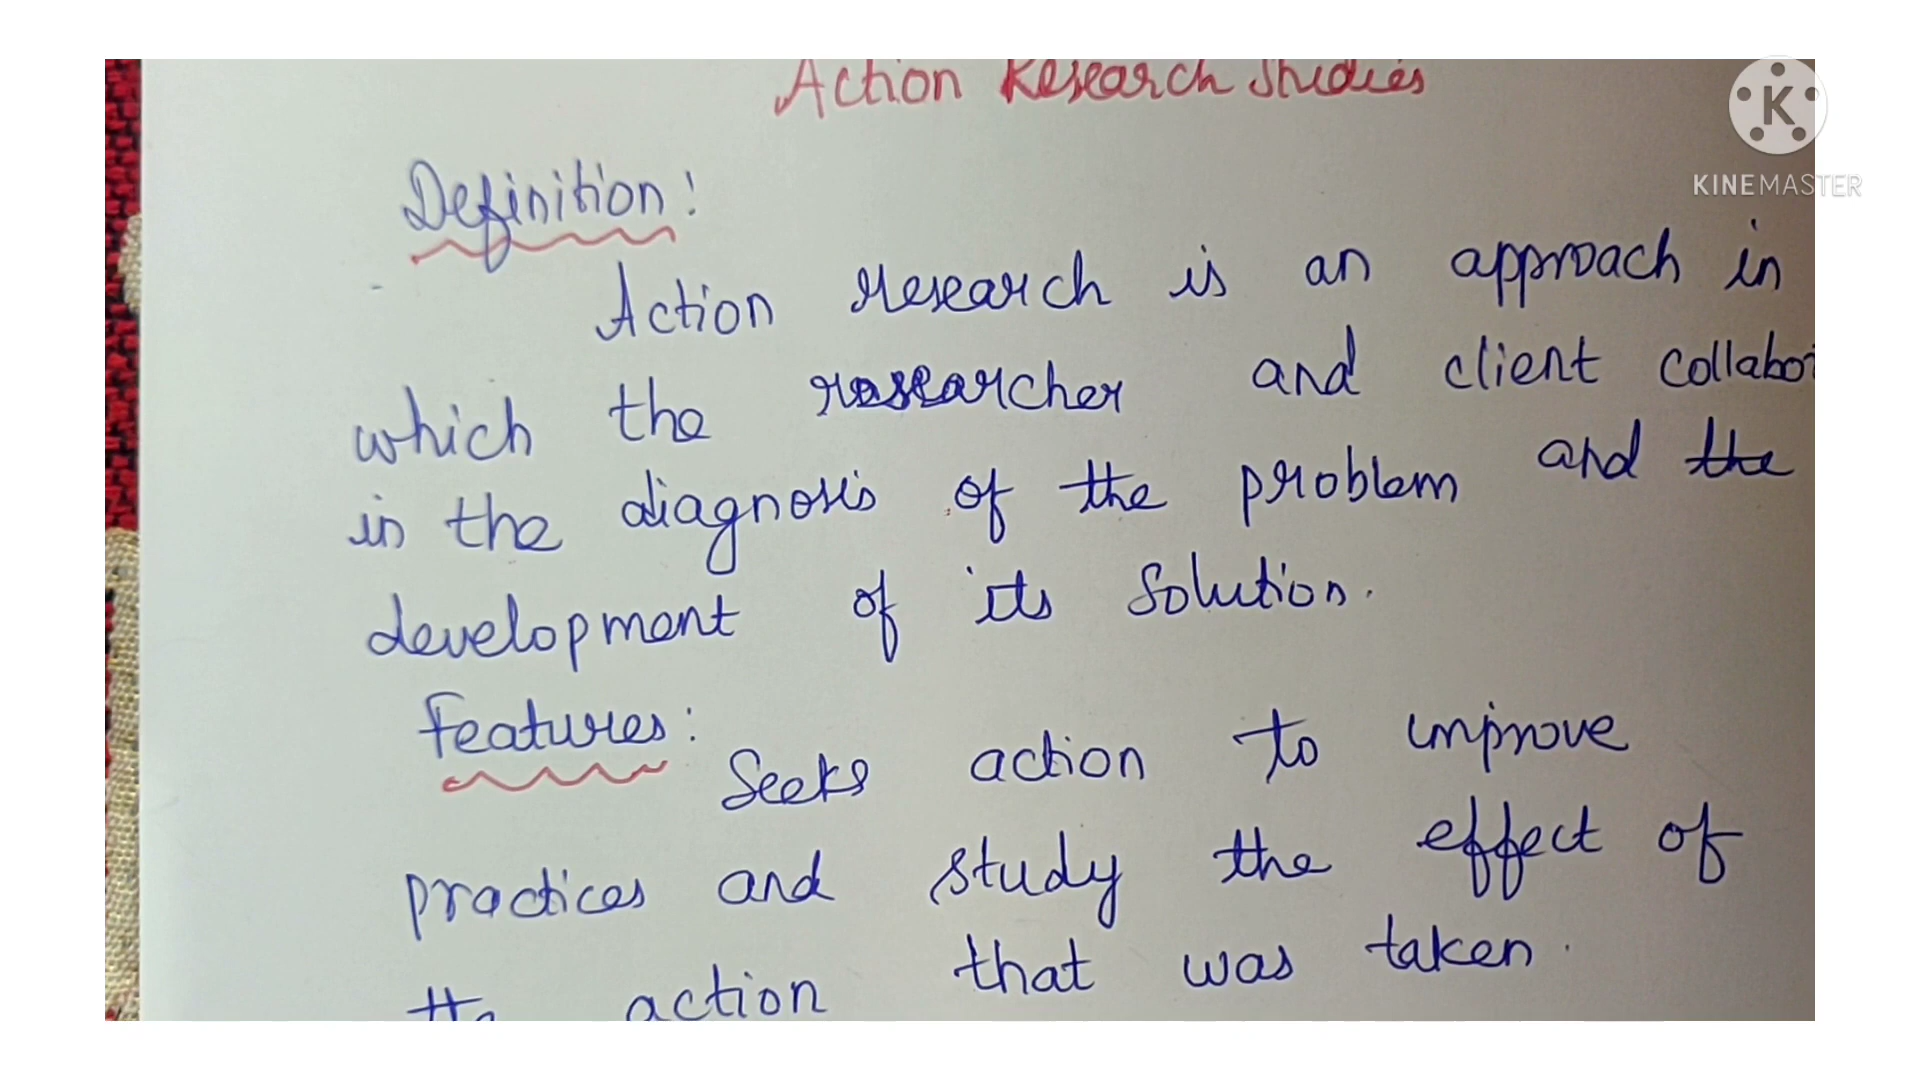 Action Research Studies
K
KINEMASTER
Definition:
Action research is an approach in
which the researcher and client collabor
in the diagnosis of the problem and the
development of its solution.
Features:
Seeks action to improve
practices and study the effect of
the action that was taken.